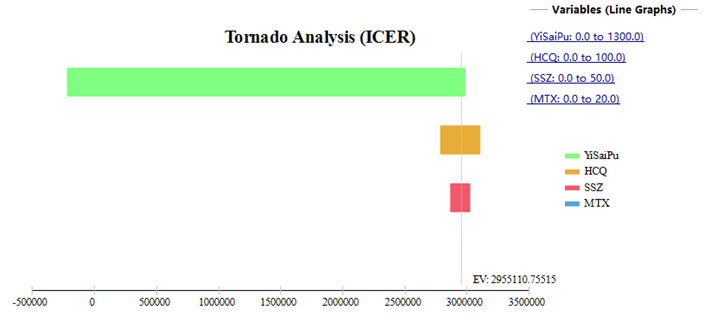 Variables (Line Graphs)
Tornado Analysis (ICER)
(YiSaiPu: 0.0 to 1300.0)
(HCQ: 0.0 to 100.0)
(SSZ: 0.0 to 50.0)
(MTX: 0.0 to 20.0)
YiSaiPu
HCQ
SSZ
MTX
EV: 2955110.75515
-500000 0 500000 1000000 1500000 2000000 2500000 3000000 3500000